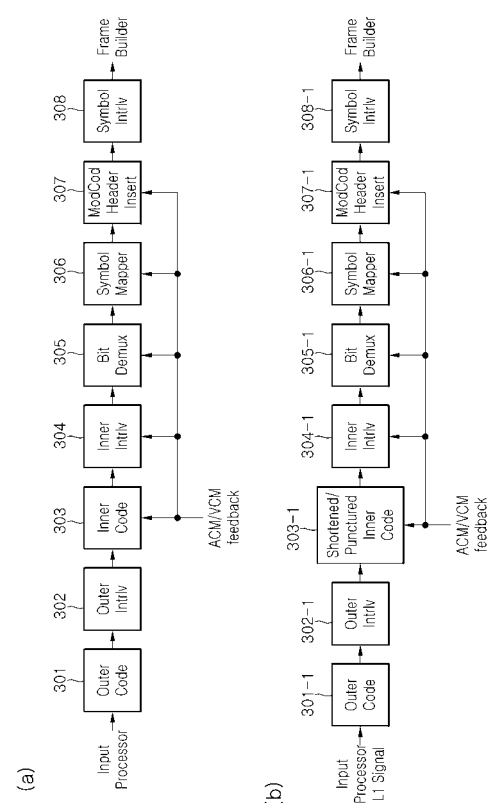 (a)
Input
Processor
301
Outer
Code
302
Outer
Intrlv
303
Inner
Code
304
Inner
Intrlv
305
Bit
Demux
306
Symbol
Mapper
307
ModCod
Header
Insert
308
Symbol
Intrlv
Frame
Builder
ACM/VCM
feedback
(b)
Input
Processor
L1 Signal
301-1
Outer
Code
302-1
Outer
Intrlv
303-1
Shortened/
Punctured
Inner
Code
304-1
Inner
Intrlv
305-1
Bit
Demux
306-1
Symbol
Mapper
307-1
ModCod
Header
Insert
308-1
Symbol
Intrlv
Frame
Builder
ACM/VCM
feedback